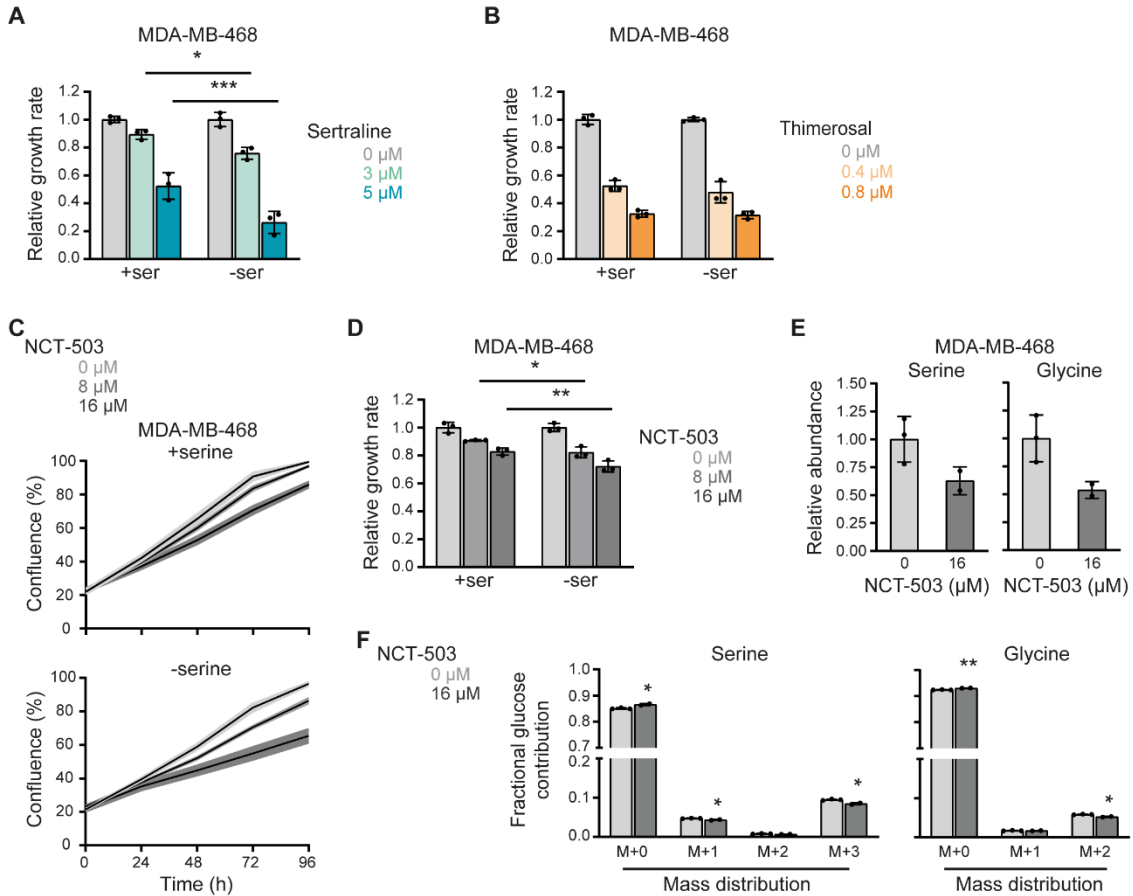 A
MDA-MB-468
*
***
Relative growth rate
1.2
1.0
0.8
0.6
0.4
0.2
0.0
+ser
-ser
Sertraline
0 µM
3 µM
5 µM
B
MDA-MB-468
Relative growth rate
1.2
1.0
0.8
0.6
0.4
0.2
0.0
+ser
-ser
Thimerosal
0 µM
0.4 µM
0.8 µM
C
NCT-503
0 µM
8 µM
16 µM
MDA-MB-468
+serine
Confluence (%)
100
80
60
40
20
0
-serine
Confluence (%)
100
80
60
40
20
0
0 24 48 72 96
Time (h)
D
MDA-MB-468
*
**
Relative growth rate
1.2
1.0
0.8
0.6
0.4
0.2
0.0
+ser
-ser
NCT-503
0 µM
8 µM
16 µM
E
MDA-MB-468
Serine
Glycine
Relative abundance
1.50
1.25
1.00
0.75
0.50
0.25
0.00
0 16
NCT-503 (µM)
0 16
NCT-503 (µM)
F
NCT-503
0 µM
16 µM
Serine
Fractional glucose
contribution
1.0
0.9
0.8
0.7
0.2
0.1
0.0
*
*
*
M+0 M+1 M+2 M+3
Mass distribution
Glycine
**
*
M+0 M+1 M+2
Mass distribution